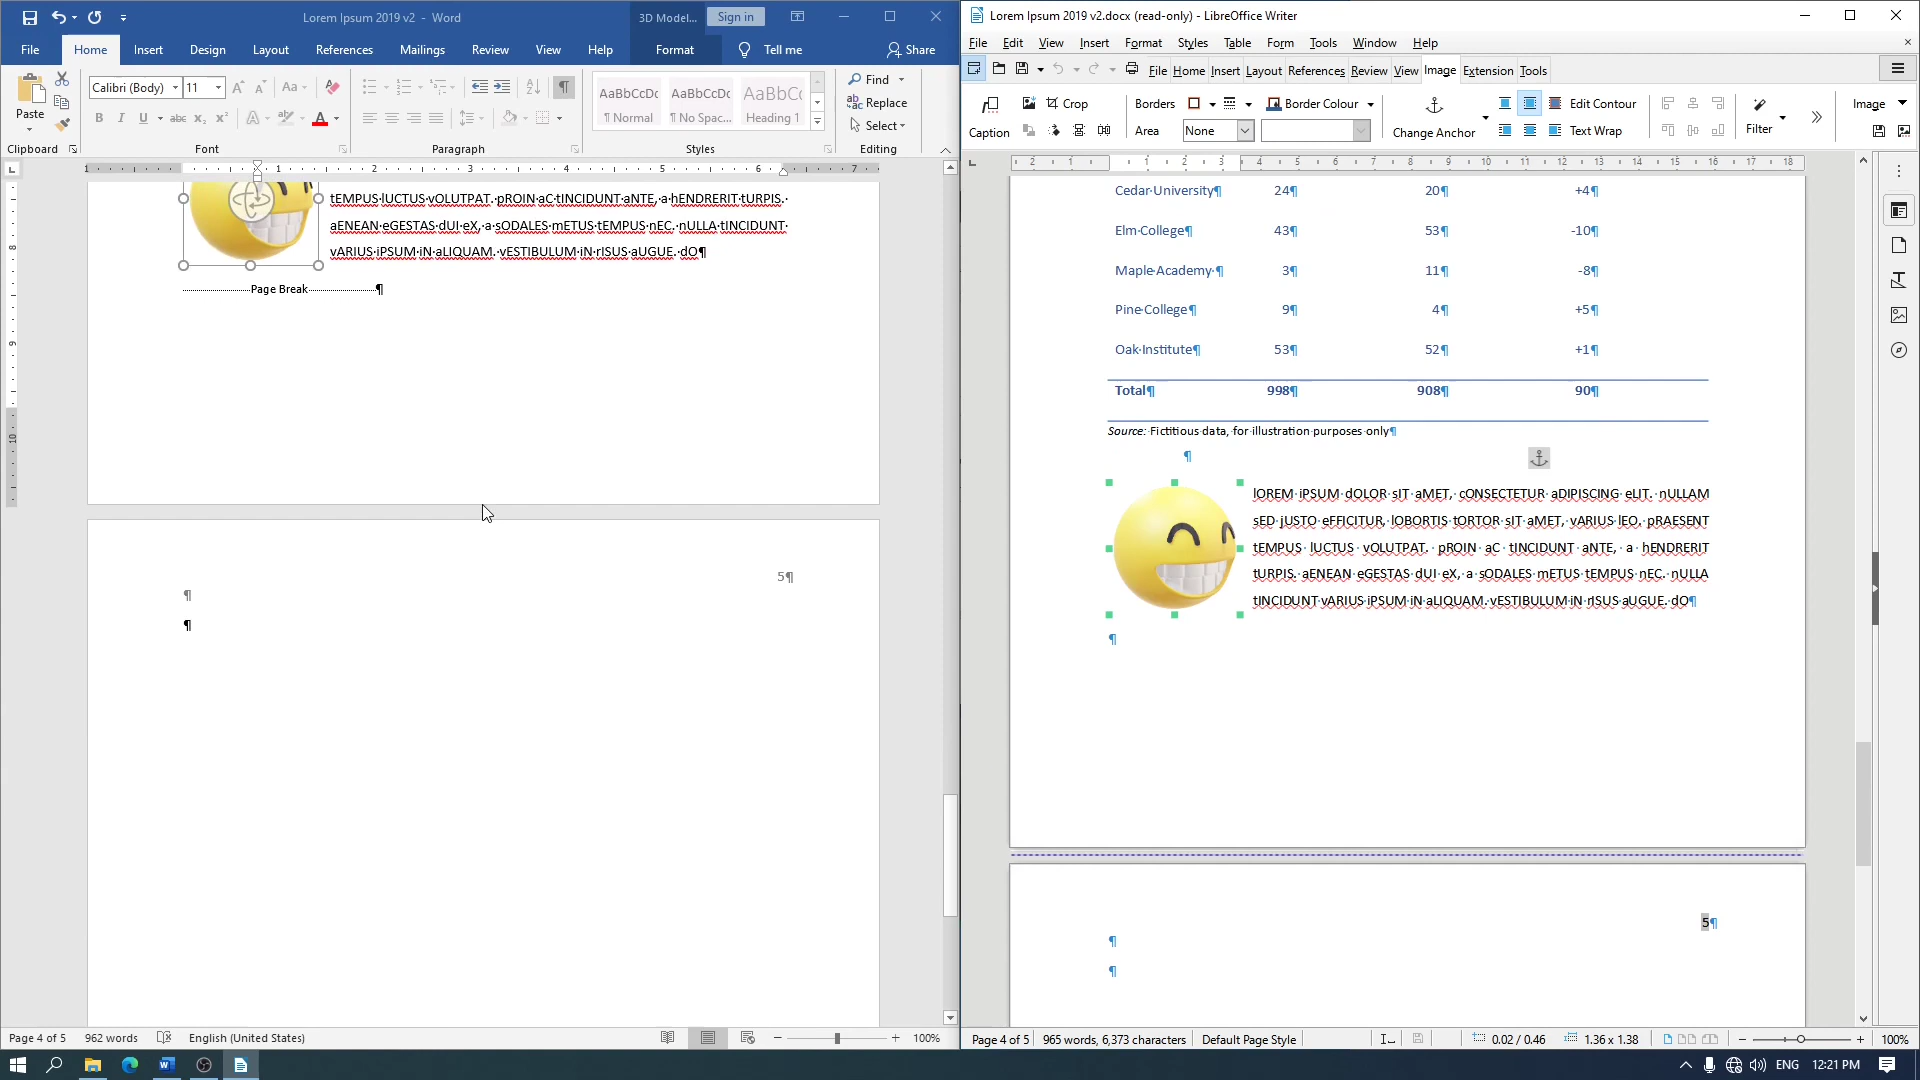 Lorem Ipsum 2019 v2 - Word
3D Model...
Sign in
File
Home
Insert
Design
Layout
References
Mailings
Review
View
Help
Format
Tell me
Share
Paste
Calibri (Body)
11
Aa
AaBbCcDc
¶ Normal
AaBbCcDc
¶ No Spac...
AaBbCc
Heading 1
Find
Replace
Select
Clipboard
Font
Paragraph
Styles
Editing
tEMPUS·lUCTUS·vOLUTPAT.·pROIN·aC·tINCIDUNT·aNTE,·a·hENDRERIT·tURPIS.·
aENEAN·eGESTAS·dUI·eX,·a·sODALES·mETUS·tEMPUS·nEC.·nULLA·tINCIDUNT·
vARIUS·iPSUM·iN·aLIQUAM.·vESTIBULUM·iN·rISUS·aUGUE.·dO¶
Page Break¶
5¶
¶
¶
Page 4 of 5
962 words
English (United States)
100%
Lorem Ipsum 2019 v2.docx (read-only) - LibreOffice Writer
File Edit View Insert Format Styles Table Form Tools Window Help
File Home Insert Layout References Review View Image Extension Tools
Caption
Crop
Borders
Border Colour
Area
None
Change Anchor
Edit Contour
Text Wrap
Filter
Image
Cedar·University¶ 24¶ 20¶ +4¶
Elm·College¶ 43¶ 53¶ -10¶
Maple·Academy·¶ 3¶ 11¶ -8¶
Pine·College¶ 9¶ 4¶ +5¶
Oak·Institute¶ 53¶ 52¶ +1¶
Total¶ 998¶ 908¶ 90¶
Source:·Fictitious·data,·for·illustration·purposes·only¶
¶
lOREM·iPSUM·dOLOR·sIT·aMET,·cONSECTETUR·aDIPISCING·eLIT.·nULLAM
sED·jUSTO·eFFICITUR,·lOBORTIS·tORTOR·sIT·aMET,·vARIUS·lEO.·pRAESENT
tEMPUS·lUCTUS·vOLUTPAT.·pROIN·aC·tINCIDUNT·aNTE,·a·hENDRERIT
tURPIS.·aENEAN·eGESTAS·dUI·eX,·a·sODALES·mETUS·tEMPUS·nEC.·nULLA
tINCIDUNT·vARIUS·iPSUM·iN·aLIQUAM.·vESTIBULUM·iN·rISUS·aUGUE.·dO¶
¶
5¶
¶
¶
Page 4 of 5
965 words, 6,373 characters
Default Page Style
0.02 / 0.46
1.36 x 1.38
100%
ENG
12:21 PM